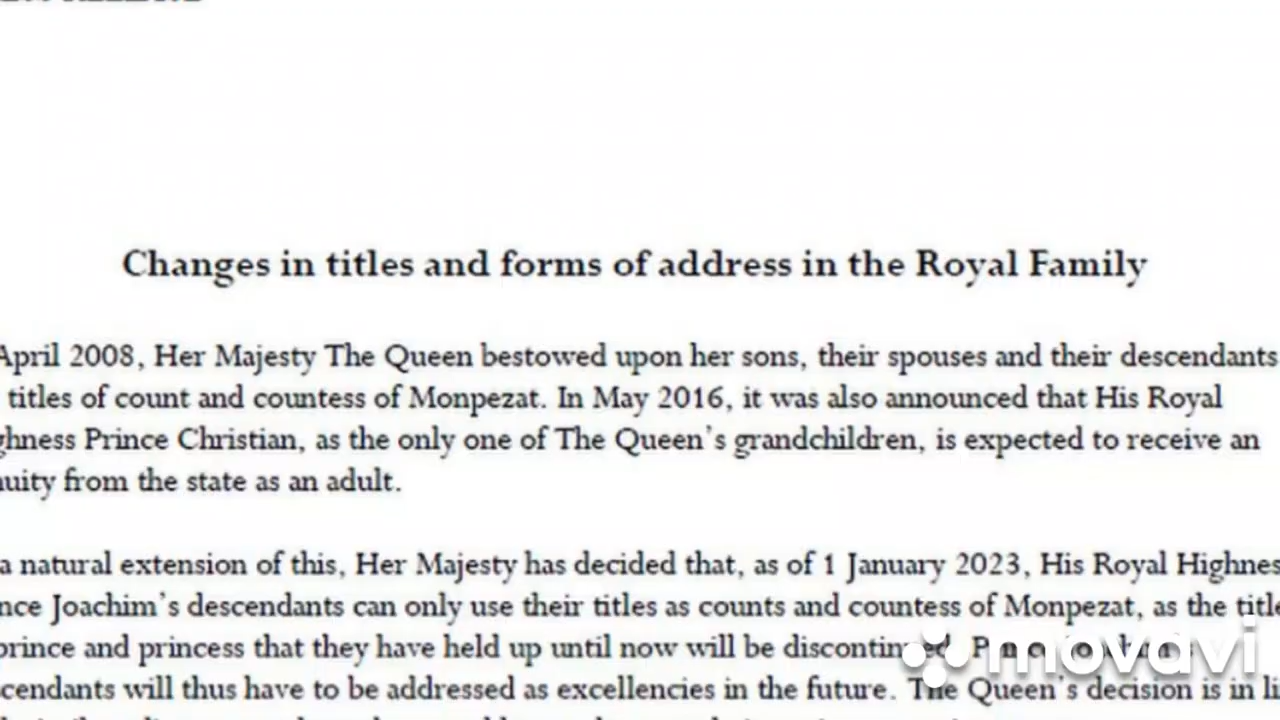 Changes in titles and forms of address in the Royal Family
April 2008, Her Majesty The Queen bestowed upon her sons, their spouses and their descendants
titles of count and countess of Monpezat. In May 2016, it was also announced that His Royal
ghness Prince Christian, as the only one of The Queen's grandchildren, is expected to receive an
uity from the state as an adult.
a natural extension of this, Her Majesty has decided that, as of 1 January 2023, His Royal Highnes
nce Joachim's descendants can only use their titles as counts and countess of Monpezat, as the title
prince and princess that they have held up until now will be discontinued.
movavi
cendants will thus have to be addressed as excellencies in the future. The Queen's decision is in li